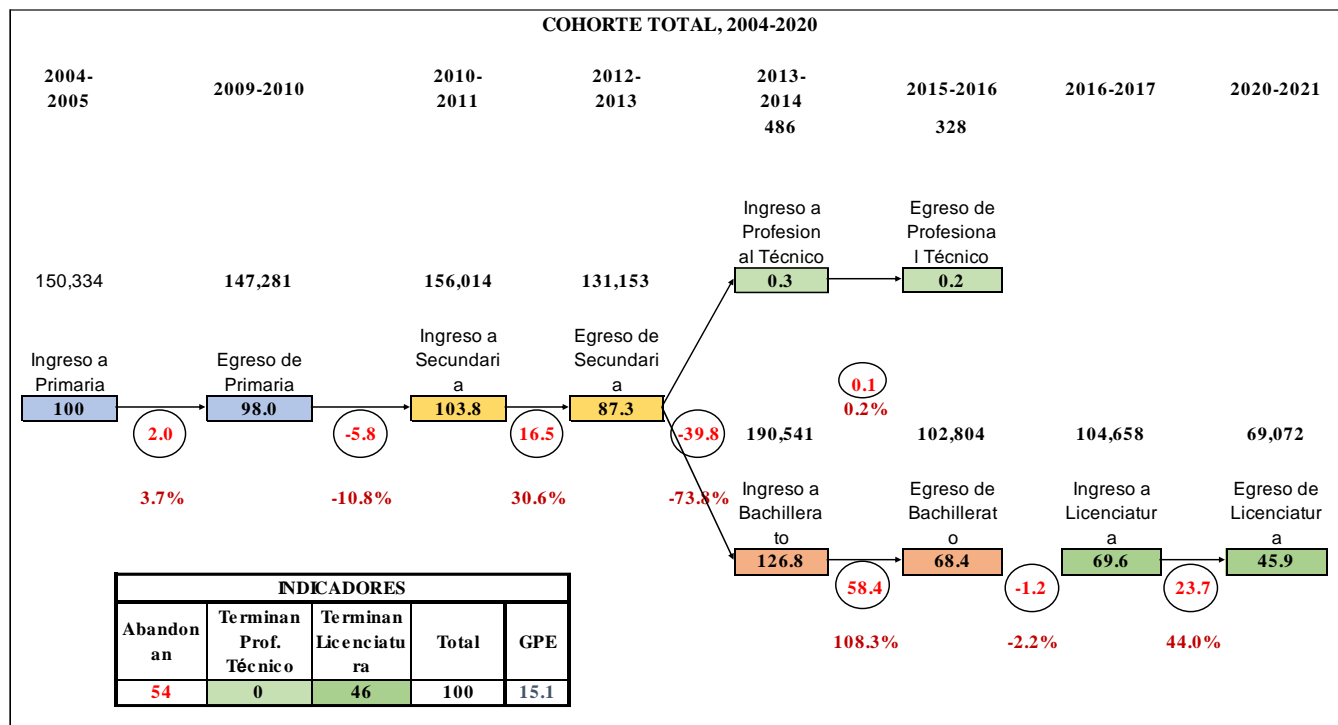 COHORTE TOTAL, 2004-2020
2004-
2005
2009-2010
2010-
2011
2012-
2013
2013-
2014
2015-2016
2016-2017
2020-2021
486
328
Ingreso a
Profesion
al Técnico
0.3
Egreso de
Profesiona
l Técnico
0.2
150,334
147,281
156,014
131,153
Ingreso a
Primaria
100
Egreso de
Primaria
98.0
Ingreso a
Secundari
a
103.8
Egreso de
Secundari
a
87.3
0.1
0.2%
2.0
-5.8
16.5
-39.8
3.7%
-10.8%
30.6%
-73.8%
190,541
102,804
104,658
69,072
Ingreso a
Bachillera
to
126.8
Egreso de
Bachillerat
o
68.4
Ingreso a
Licenciatur
a
69.6
Egreso de
Licenciatur
a
45.9
58.4
-1.2
23.7
108.3%
-2.2%
44.0%
INDICADORES
Abandon
an
Terminan
Prof.
Técnico
Terminan
Licenciatu
ra
Total
GPE
54
0
46
100
15.1